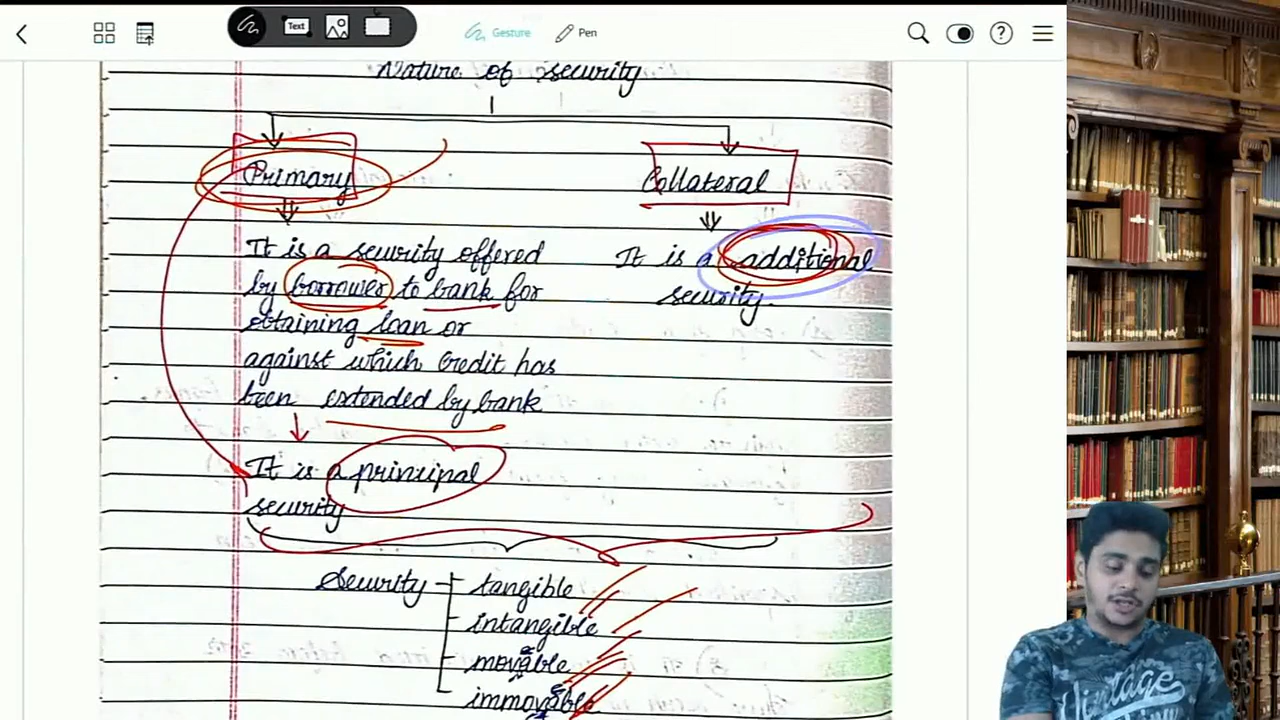 Text
Gesture
Pen
Nature of security
Primary
Collateral
It is a security offered
by borrower to bank for
obtaining loan or
against which credit has
been extended by bank
It is a principal
security
It is a additional
security.
Security
tangible
intangible
movable
immovable
Vintage